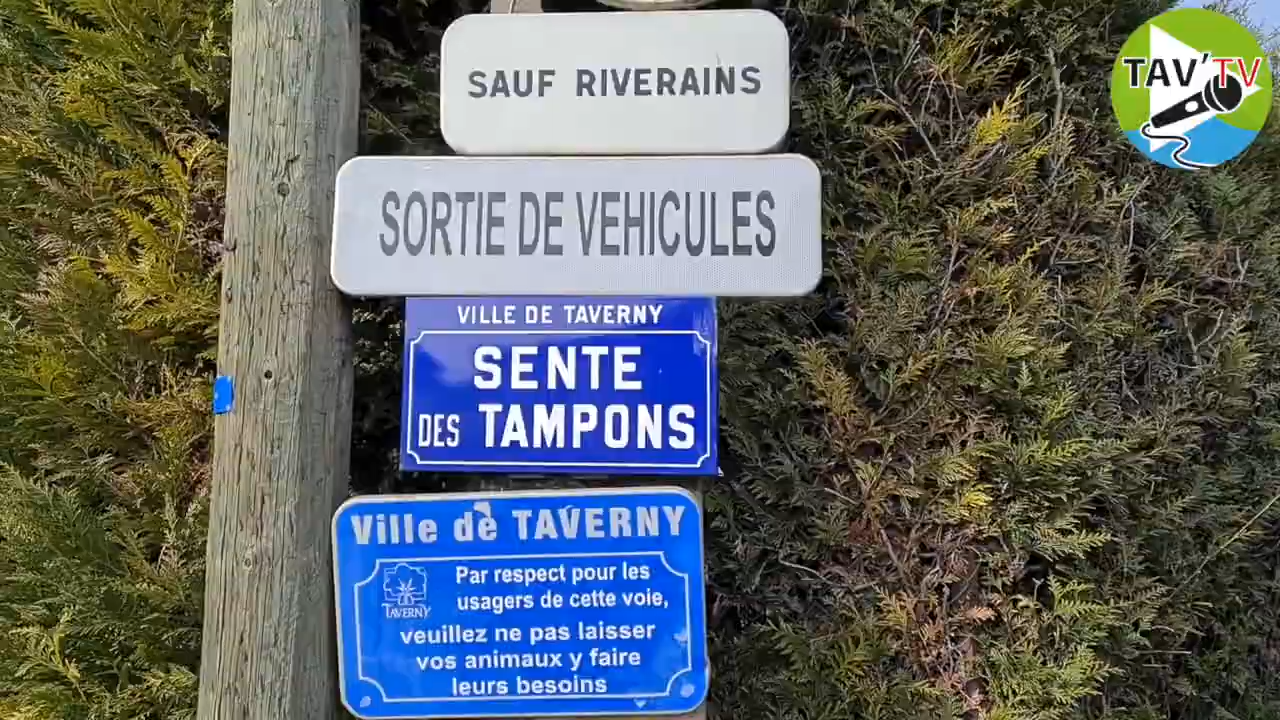 TAV'TV
SAUF RIVERAINS
SORTIE DE VEHICULES
VILLE DE TAVERNY
SENTE
DES TAMPONS
Ville de TAVERNY
TAVERNY
Par respect pour les
usagers de cette voie,
veuillez ne pas laisser
vos animaux y faire
leurs besoins